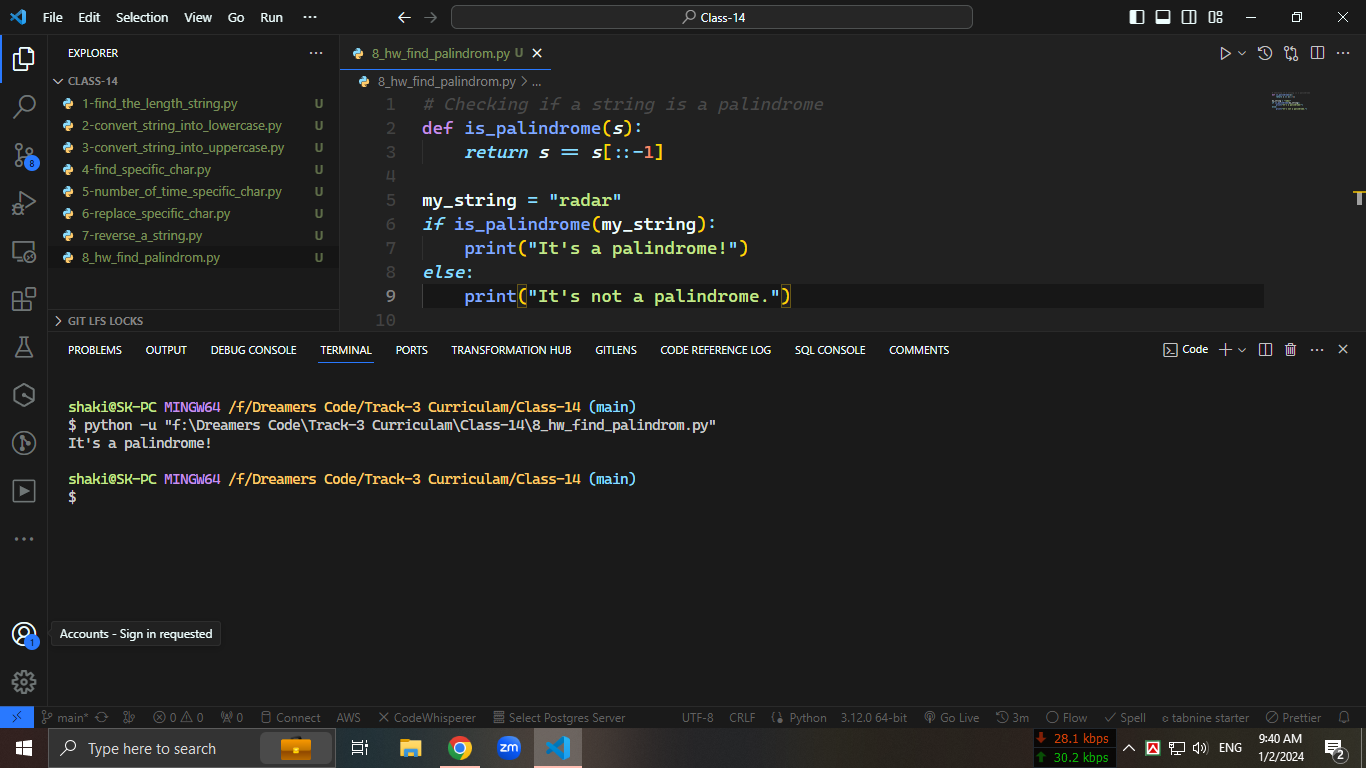 File Edit Selection View Go Run ··· Class-14
EXPLORER ···
CLASS-14
1-find_the_length_string.py U
2-convert_string_into_lowercase.py U
3-convert_string_into_uppercase.py U
4-find_specific_char.py U
5-number_of_time_specific_char.py U
6-replace_specific_char.py U
7-reverse_a_string.py U
8_hw_find_palindrom.py U
GIT LFS LOCKS
8
8_hw_find_palindrom.py U
8_hw_find_palindrom.py > ...
1 # Checking if a string is a palindrome
2 def is_palindrome(s):
3 return s == s[::-1]
4
5 my_string = "radar"
6 if is_palindrome(my_string):
7 print("It's a palindrome!")
8 else:
9 print("It's not a palindrome.")
10
PROBLEMS OUTPUT DEBUG CONSOLE TERMINAL PORTS TRANSFORMATION HUB GITLENS CODE REFERENCE LOG SQL CONSOLE COMMENTS Code
shaki@SK-PC MINGW64 /f/Dreamers Code/Track-3 Curriculam/Class-14 (main)
$ python -u "f:\Dreamers Code\Track-3 Curriculam\Class-14\8_hw_find_palindrom.py"
It's a palindrome!
shaki@SK-PC MINGW64 /f/Dreamers Code/Track-3 Curriculam/Class-14 (main)
$
1
Accounts - Sign in requested
main* 0 0 0 Connect AWS CodeWhisperer Select Postgres Server UTF-8 CRLF Python 3.12.0 64-bit Go Live 3m Flow Spell tabnine starter Prettier
Type here to search zm 28.1 kbps ENG 9:40 AM
30.2 kbps 1/2/2024 2